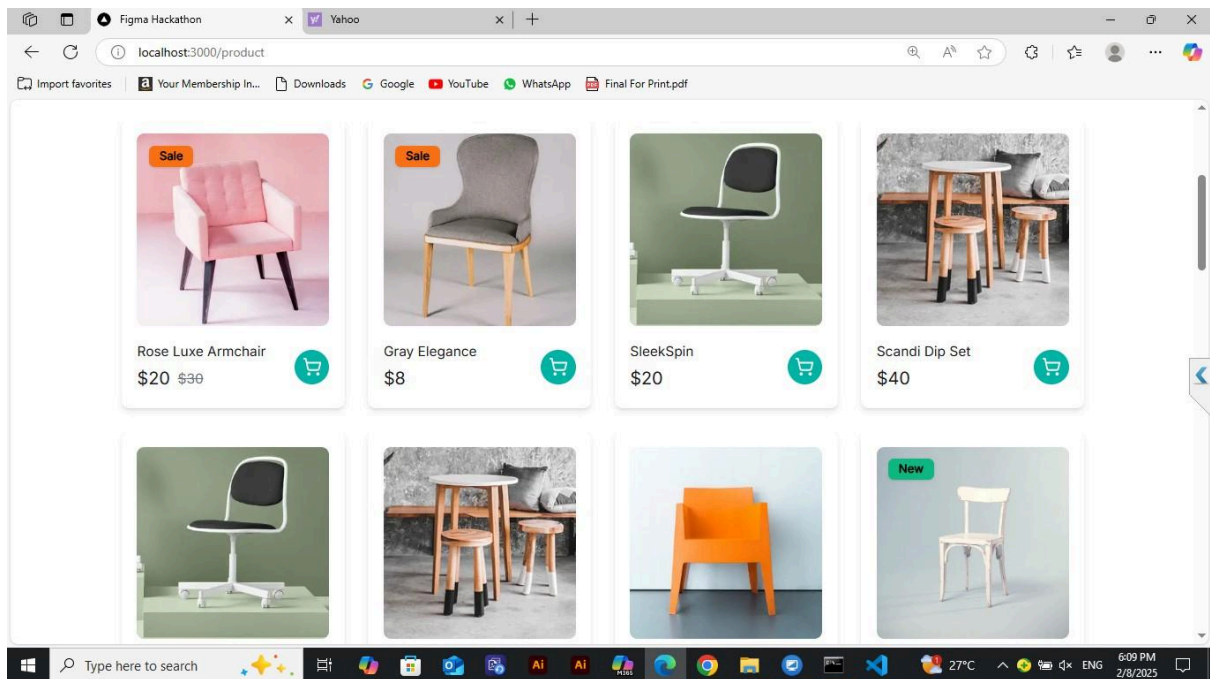 Figma Hackathon
Yahoo
localhost:3000/product
Import favorites
Your Membership In...
Downloads
Google
YouTube
WhatsApp
Final For Print.pdf
Sale
Sale
Rose Luxe Armchair
$20 $30
Gray Elegance
$8
SleekSpin
$20
Scandi Dip Set
$40
New
Type here to search
Ai
Ai
M365
27°C
ENG
6:09 PM
2/8/2025